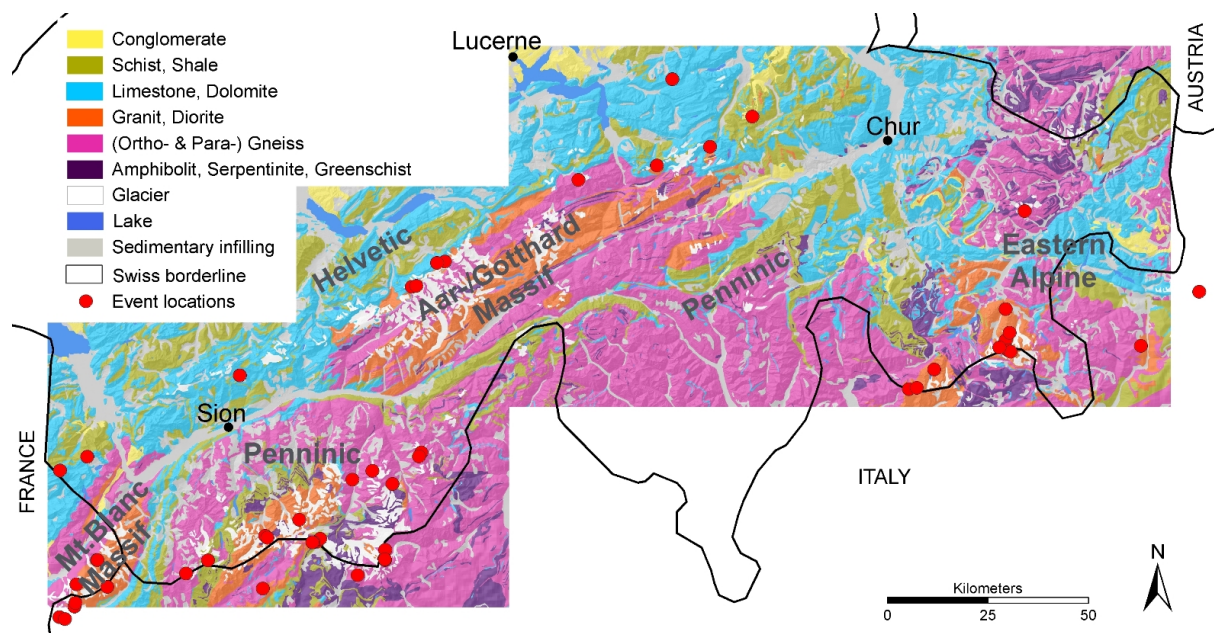 Conglomerate
Schist, Shale
Limestone, Dolomite
Granit, Diorite
(Ortho- & Para-) Gneiss
Amphibolit, Serpentinite, Greenschist
Glacier
Lake
Sedimentary infilling
Swiss borderline
Event locations
Lucerne
Chur
AUSTRIA
Helvetic
Aar-/Gotthard
Massif
Penninic
Eastern
Alpine
Sion
Penninic
FRANCE
Mt. Blanc
Massif
ITALY
N
Kilometers
0 25 50